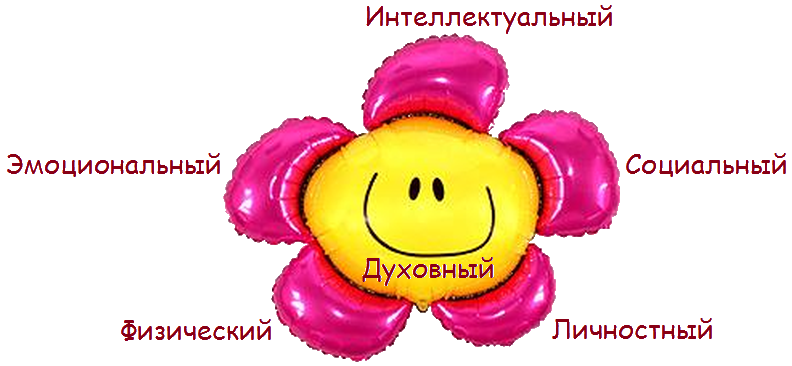 Интеллектуальный
Эмоциональный
Социальный
Духовный
Физический
Личностный